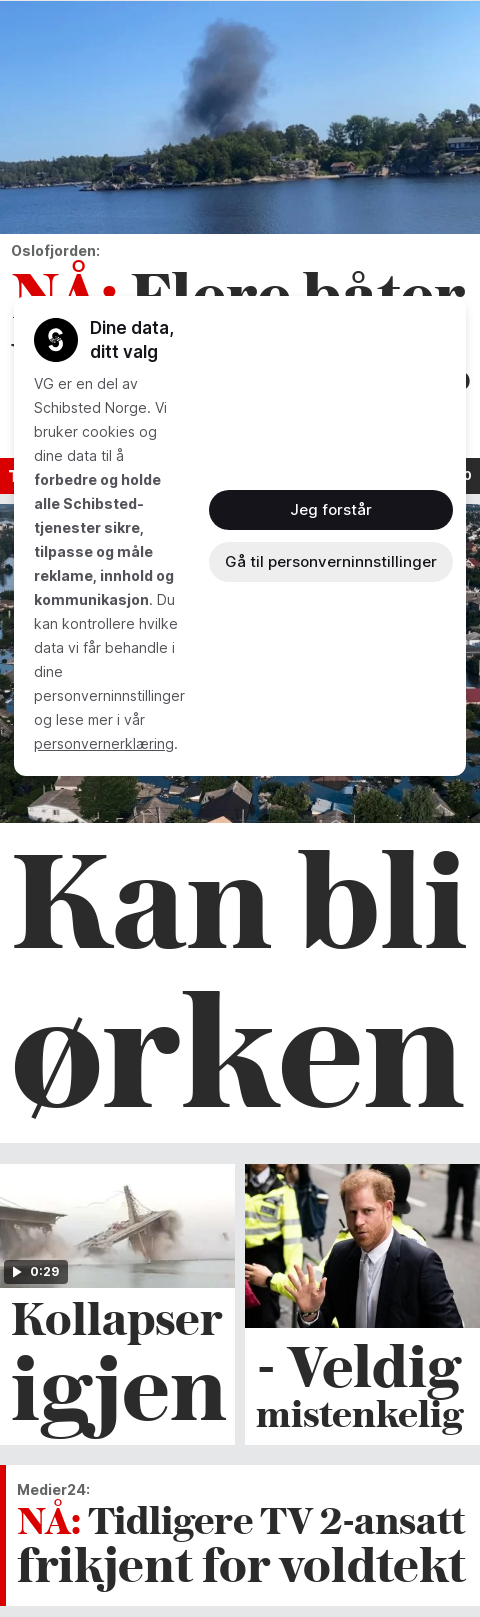 Oslofjorden:
NÅ: Flere båter
Dine data,
ditt valg
VG er en del av
Schibsted Norge. Vi
bruker cookies og
dine data til å
forbedre og holde
alle Schibsted-
tjenester sikre,
tilpasse og måle
reklame, innhold og
kommunikasjon. Du
kan kontrollere hvilke
data vi får behandle i
dine
personverninnstillinger
og lese mer i vår
personvernerklæring.
Jeg forstår
Gå til personverninnstillinger
Kan bli
ørken
0:29
Kollapser
igjen
- Veldig
mistenkelig
Medier24:
NÅ: Tidligere TV 2-ansatt
frikjent for voldtekt